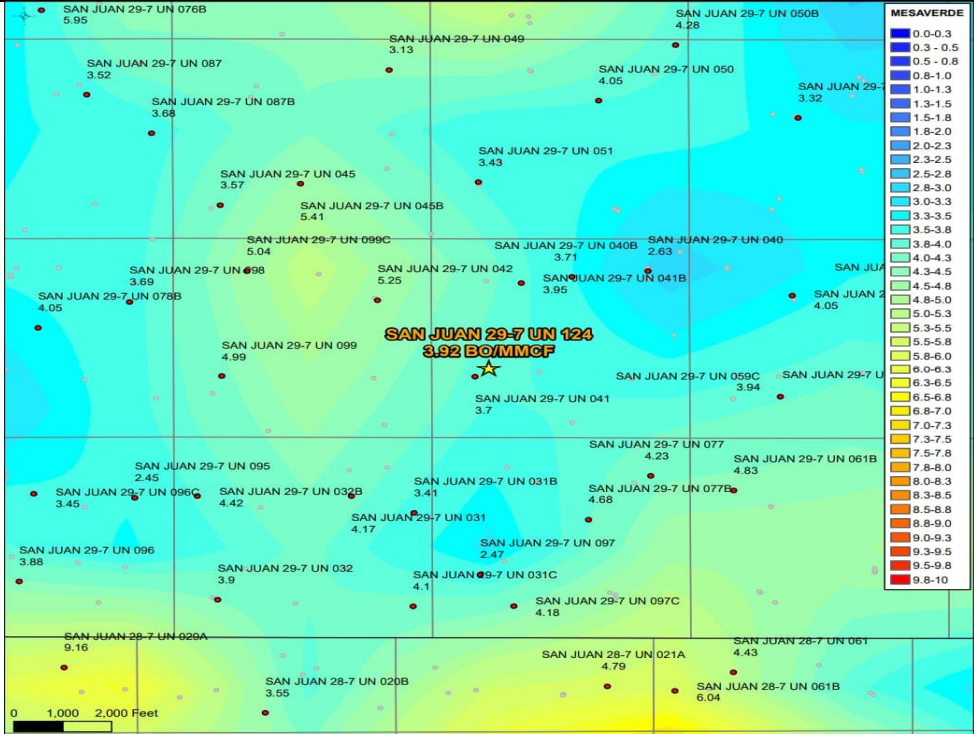 SAN JUAN 29-7 UN 076B
5.95
SAN JUAN 29-7 UN 050B
4.28
SAN JUAN 29-7 UN 049
3.13
SAN JUAN 29-7 UN 087
3.52
SAN JUAN 29-7 UN 050
4.05
SAN JUAN 29-7
3.32
SAN JUAN 29-7 UN 087B
3.68
SAN JUAN 29-7 UN 051
3.43
SAN JUAN 29-7 UN 045
3.57
SAN JUAN 29-7 UN 045B
5.41
SAN JUAN 29-7 UN 099C
5.04
SAN JUAN 29-7 UN 040B
3.71
SAN JUAN 29-7 UN 040
2.63
SAN JUAN 29-7 UN 098
3.69
SAN JUAN 29-7 UN 042
5.25
SAN JUAN 29-7 UN 041B
3.95
SAN JUA
SAN JUAN 29-7 UN 078B
4.05
SAN JUAN 2
4.05
SAN JUAN 29-7 UN 124
3.92 BO/MMCF
SAN JUAN 29-7 UN 099
4.99
SAN JUAN 29-7 UN 059C
3.94
SAN JUAN 29-7 U
SAN JUAN 29-7 UN 041
3.7
SAN JUAN 29-7 UN 077
4.23
SAN JUAN 29-7 UN 061B
4.83
SAN JUAN 29-7 UN 095
2.45
SAN JUAN 29-7 UN 096C
3.45
SAN JUAN 29-7 UN 032B
4.42
SAN JUAN 29-7 UN 031B
3.41
SAN JUAN 29-7 UN 077B
4.68
SAN JUAN 29-7 UN 031
4.17
SAN JUAN 29-7 UN 097
2.47
SAN JUAN 29-7 UN 096
3.88
SAN JUAN 29-7 UN 032
3.9
SAN JUAN 29-7 UN 031C
4.1
SAN JUAN 29-7 UN 097C
4.18
SAN JUAN 28-7 UN 029A
9.16
SAN JUAN 28-7 UN 061
4.43
SAN JUAN 28-7 UN 021A
4.79
SAN JUAN 28-7 UN 020B
3.55
SAN JUAN 28-7 UN 061B
6.04
0 1,000 2,000 Feet
MESAVERDE
0.0-0.3
0.3 - 0.5
0.5 - 0.8
0.8-1.0
1.0-1.3
1.3-1.5
1.5-1.8
1.8-2.0
2.0-2.3
2.3-2.5
2.5-2.8
2.8-3.0
3.0-3.3
3.3-3.5
3.5-3.8
3.8-4.0
4.0-4.3
4.3-4.5
4.5-4.8
4.8-5.0
5.0-5.3
5.3-5.5
5.5-5.8
5.8-6.0
6.0-6.3
6.3-6.5
6.5-6.8
6.8-7.0
7.0-7.3
7.3-7.5
7.5-7.8
7.8-8.0
8.0-8.3
8.3-8.5
8.5-8.8
8.8-9.0
9.0-9.3
9.3-9.5
9.5-9.8
9.8-10